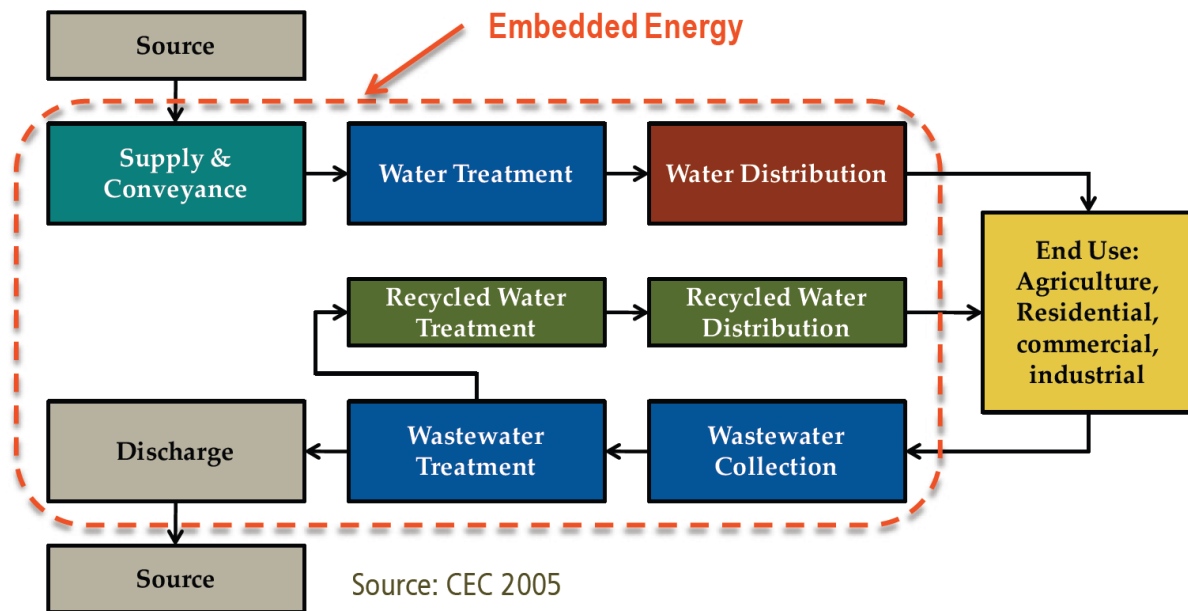 Embedded Energy
Source
Supply &
Conveyance
Water Treatment
Water Distribution
End Use:
Agriculture,
Residential,
commercial,
industrial
Recycled Water
Treatment
Recycled Water
Distribution
Discharge
Wastewater
Treatment
Wastewater
Collection
Source
Source: CEC 2005